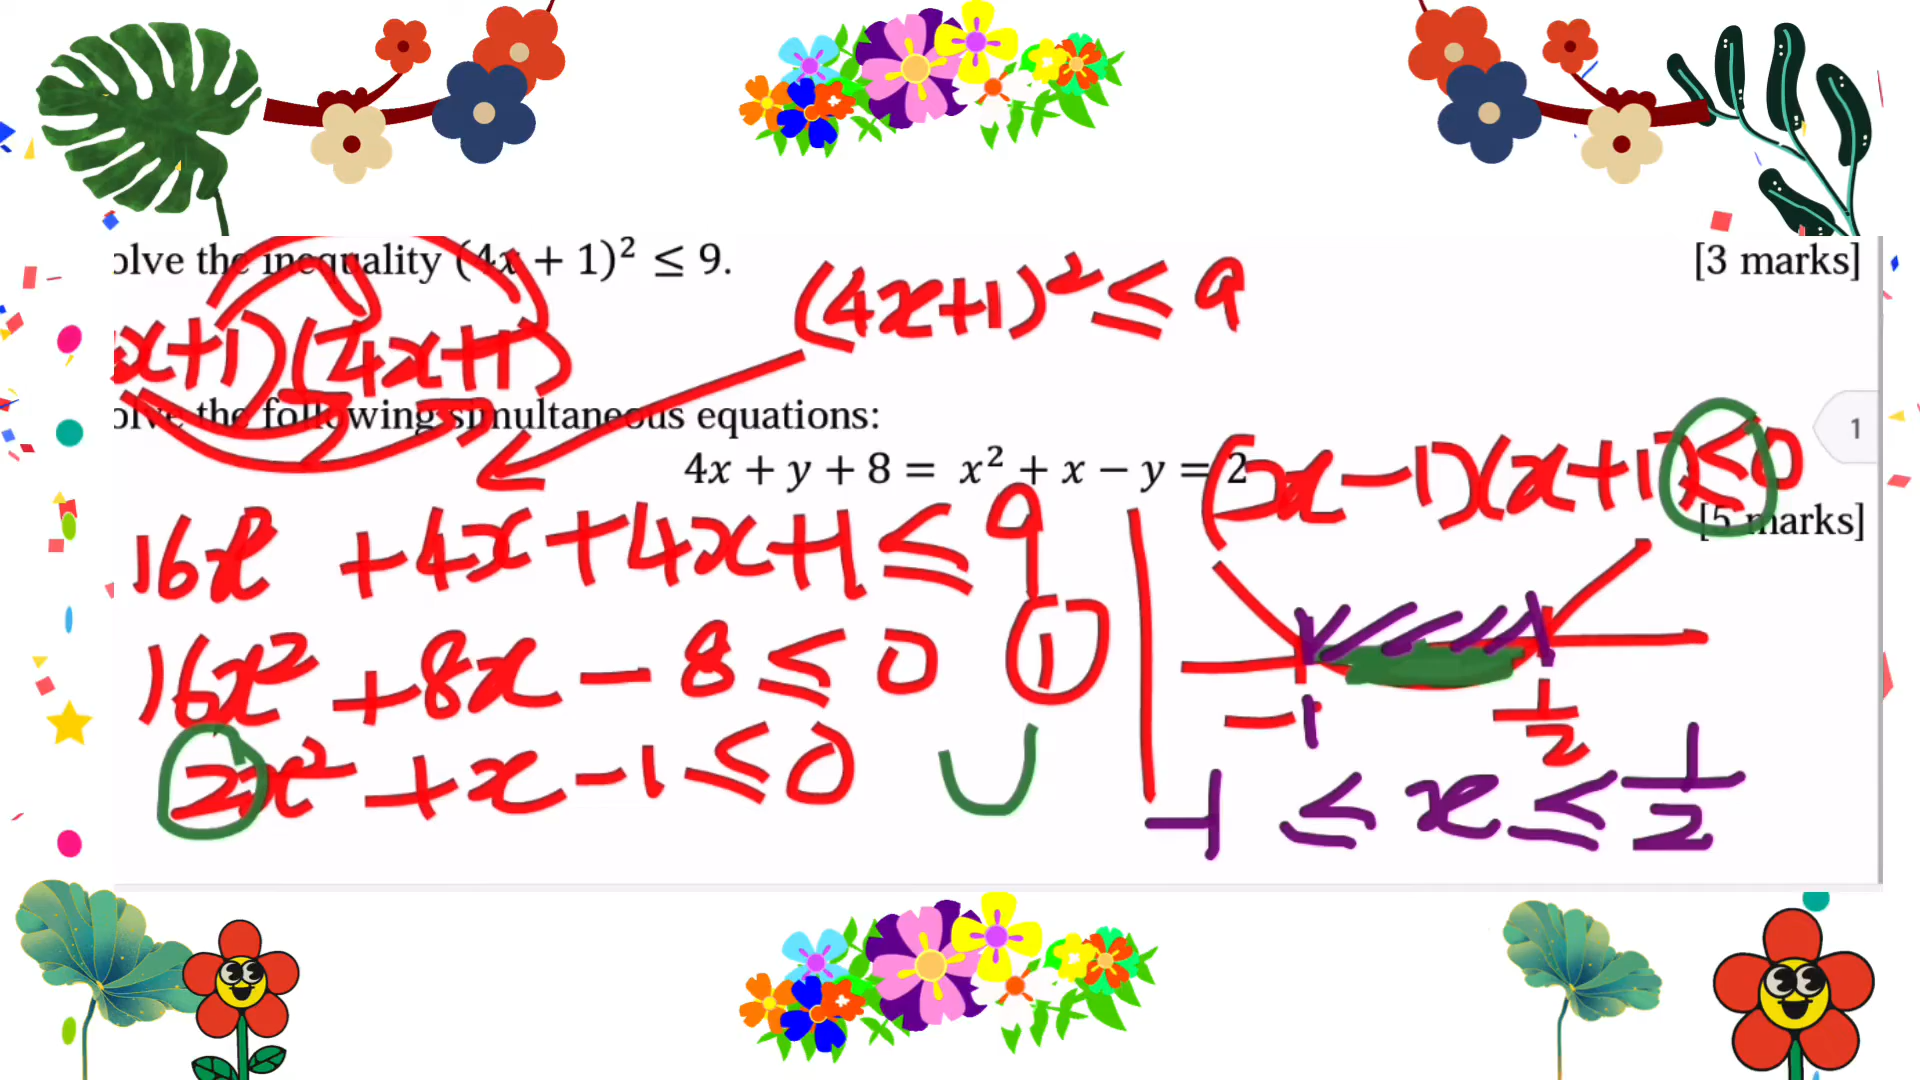 olve the inequality (4x + 1)² ≤ 9.
[3 marks]
(4x+1)² ≤ 9
x+1)(4x+1)
olve the following simultaneous equations:
1
4x + y + 8 = x² + x − y = 2
[5 marks]
x−1)(x+1)≤0
16x² +4x+4x+1≤9
16x² +8x −8≤0 ①
2x²+x−1≤0
−1 1/2
−1 ≤x≤ 1/2